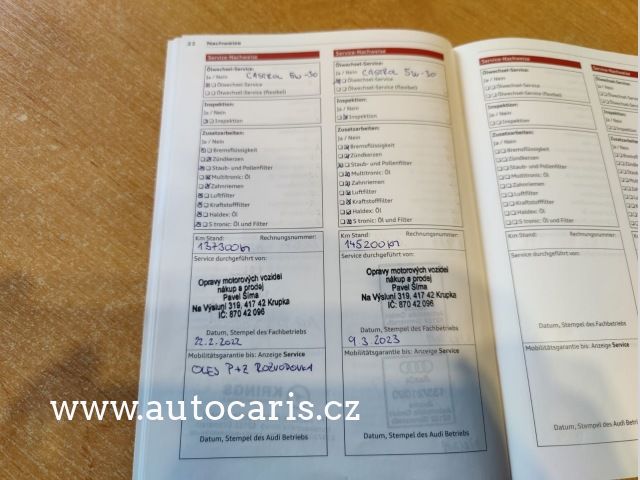 22 Nachweise
Service-Nachweise
Ölwechsel-Service:
Ja / Nein CASTROL 5W-30
Ölwechsel-Service
Ölwechsel-Service (flexibel)
Inspektion:
Ja / Nein
Inspektion
Zusatzarbeiten:
Ja / Nein
Bremsflüssigkeit
Zündkerzen
Staub- und Pollenfilter
Multitronic: Öl
Zahnriemen
Luftfilter
Kraftstofffilter
Haldex: Öl
S tronic: Öl und Filter
Km Stand: Rechnungsnummer:
137300km
Service durchgeführt von:
Opravy motorových vozidel
nákup a prodej
Pavel Šíma
Na Výsluní 319, 417 42 Krupka
IČ: 870 42 096
Datum, Stempel des Fachbetriebs
22.2.2022
Mobilitätsgarantie bis: Anzeige Service
OLEJ P+Z ROZVODOVKA
Datum, Stempel des Audi Betriebs
Service-Nachweise
Ölwechsel-Service:
Ja / Nein CASTROL 5W-30
Ölwechsel-Service
Ölwechsel-Service (flexibel)
Inspektion:
Ja / Nein
Inspektion
Zusatzarbeiten:
Ja / Nein
Bremsflüssigkeit
Zündkerzen
Staub- und Pollenfilter
Multitronic: Öl
Zahnriemen
Luftfilter
Kraftstofffilter
Haldex: Öl
S tronic: Öl und Filter
Km Stand: Rechnungsnummer:
145200km
Service durchgeführt von:
Opravy motorových vozidel
nákup a prodej
Pavel Šíma
Na Výsluní 319, 417 42 Krupka
IČ: 870 42 096
Datum, Stempel des Fachbetriebs
9.3.2023
Mobilitätsgarantie bis: Anzeige Service
Datum, Stempel des Audi Betriebs
Service-Nachweise
Ölwechsel-Service:
Ja / Nein
Ölwechsel-Service
Ölwechsel-Service (flexibel)
Inspektion:
Ja / Nein
Inspektion
Zusatzarbeiten:
Ja / Nein
Bremsflüssigkeit
Zündkerzen
Staub- und Pollenfilter
Multitronic: Öl
Zahnriemen
Luftfilter
Kraftstofffilter
Haldex: Öl
S tronic: Öl und Filter
Km Stand: Rechnungsnummer:
Service durchgeführt von:
Datum, Stempel des Fachbetriebs
Mobilitätsgarantie bis: Anzeige Service
Datum, Stempel des Audi Betriebs
Service-Nachweise
www.autocaris.cz